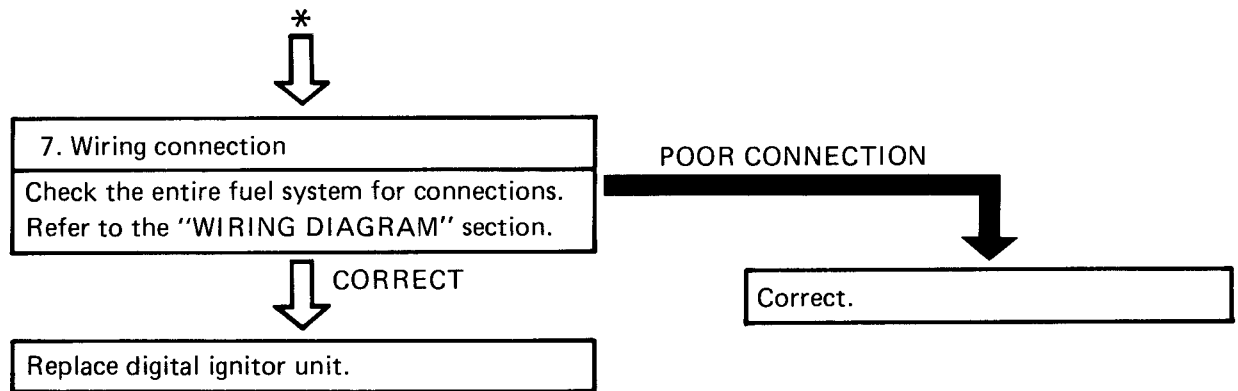 *
7. Wiring connection
Check the entire fuel system for connections.
Refer to the "WIRING DIAGRAM" section.
POOR CONNECTION
CORRECT
Correct.
Replace digital ignitor unit.